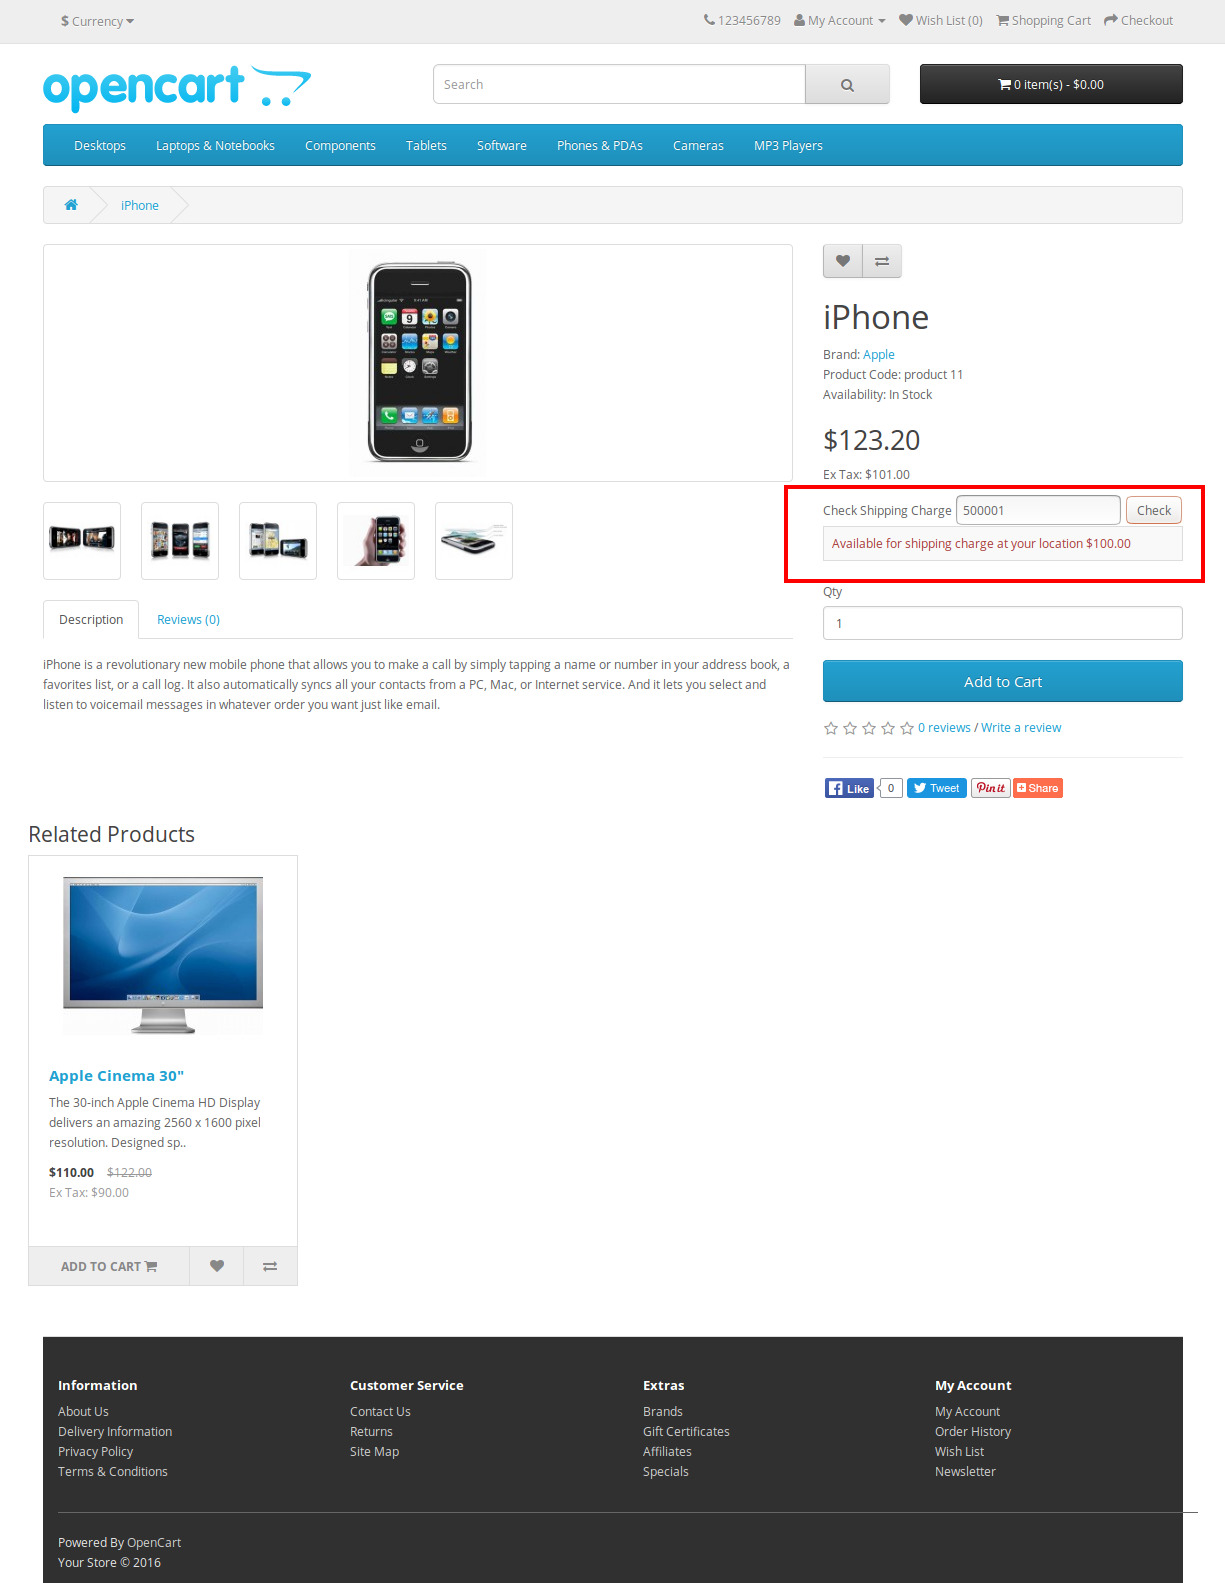 $ Currency
123456789 My Account Wish List (0) Shopping Cart Checkout
opencart
Search
0 item(s) - $0.00
Desktops Laptops & Notebooks Components Tablets Software Phones & PDAs Cameras MP3 Players
iPhone
iPhone
Brand: Apple
Product Code: product 11
Availability: In Stock
$123.20
Ex Tax: $101.00
Check Shipping Charge 500001 Check
Available for shipping charge at your location $100.00
Qty
1
Add to Cart
0 reviews / Write a review
Like 0 Tweet Pin it Share
Description Reviews (0)
iPhone is a revolutionary new mobile phone that allows you to make a call by simply tapping a name or number in your address book, a
favorites list, or a call log. It also automatically syncs all your contacts from a PC, Mac, or Internet service. And it lets you select and
listen to voicemail messages in whatever order you want just like email.
Related Products
Apple Cinema 30"
The 30-inch Apple Cinema HD Display
delivers an amazing 2560 x 1600 pixel
resolution. Designed sp..
$110.00 $122.00
Ex Tax: $90.00
ADD TO CART
Information
About Us
Delivery Information
Privacy Policy
Terms & Conditions
Customer Service
Contact Us
Returns
Site Map
Extras
Brands
Gift Certificates
Affiliates
Specials
My Account
My Account
Order History
Wish List
Newsletter
Powered By OpenCart
Your Store © 2016